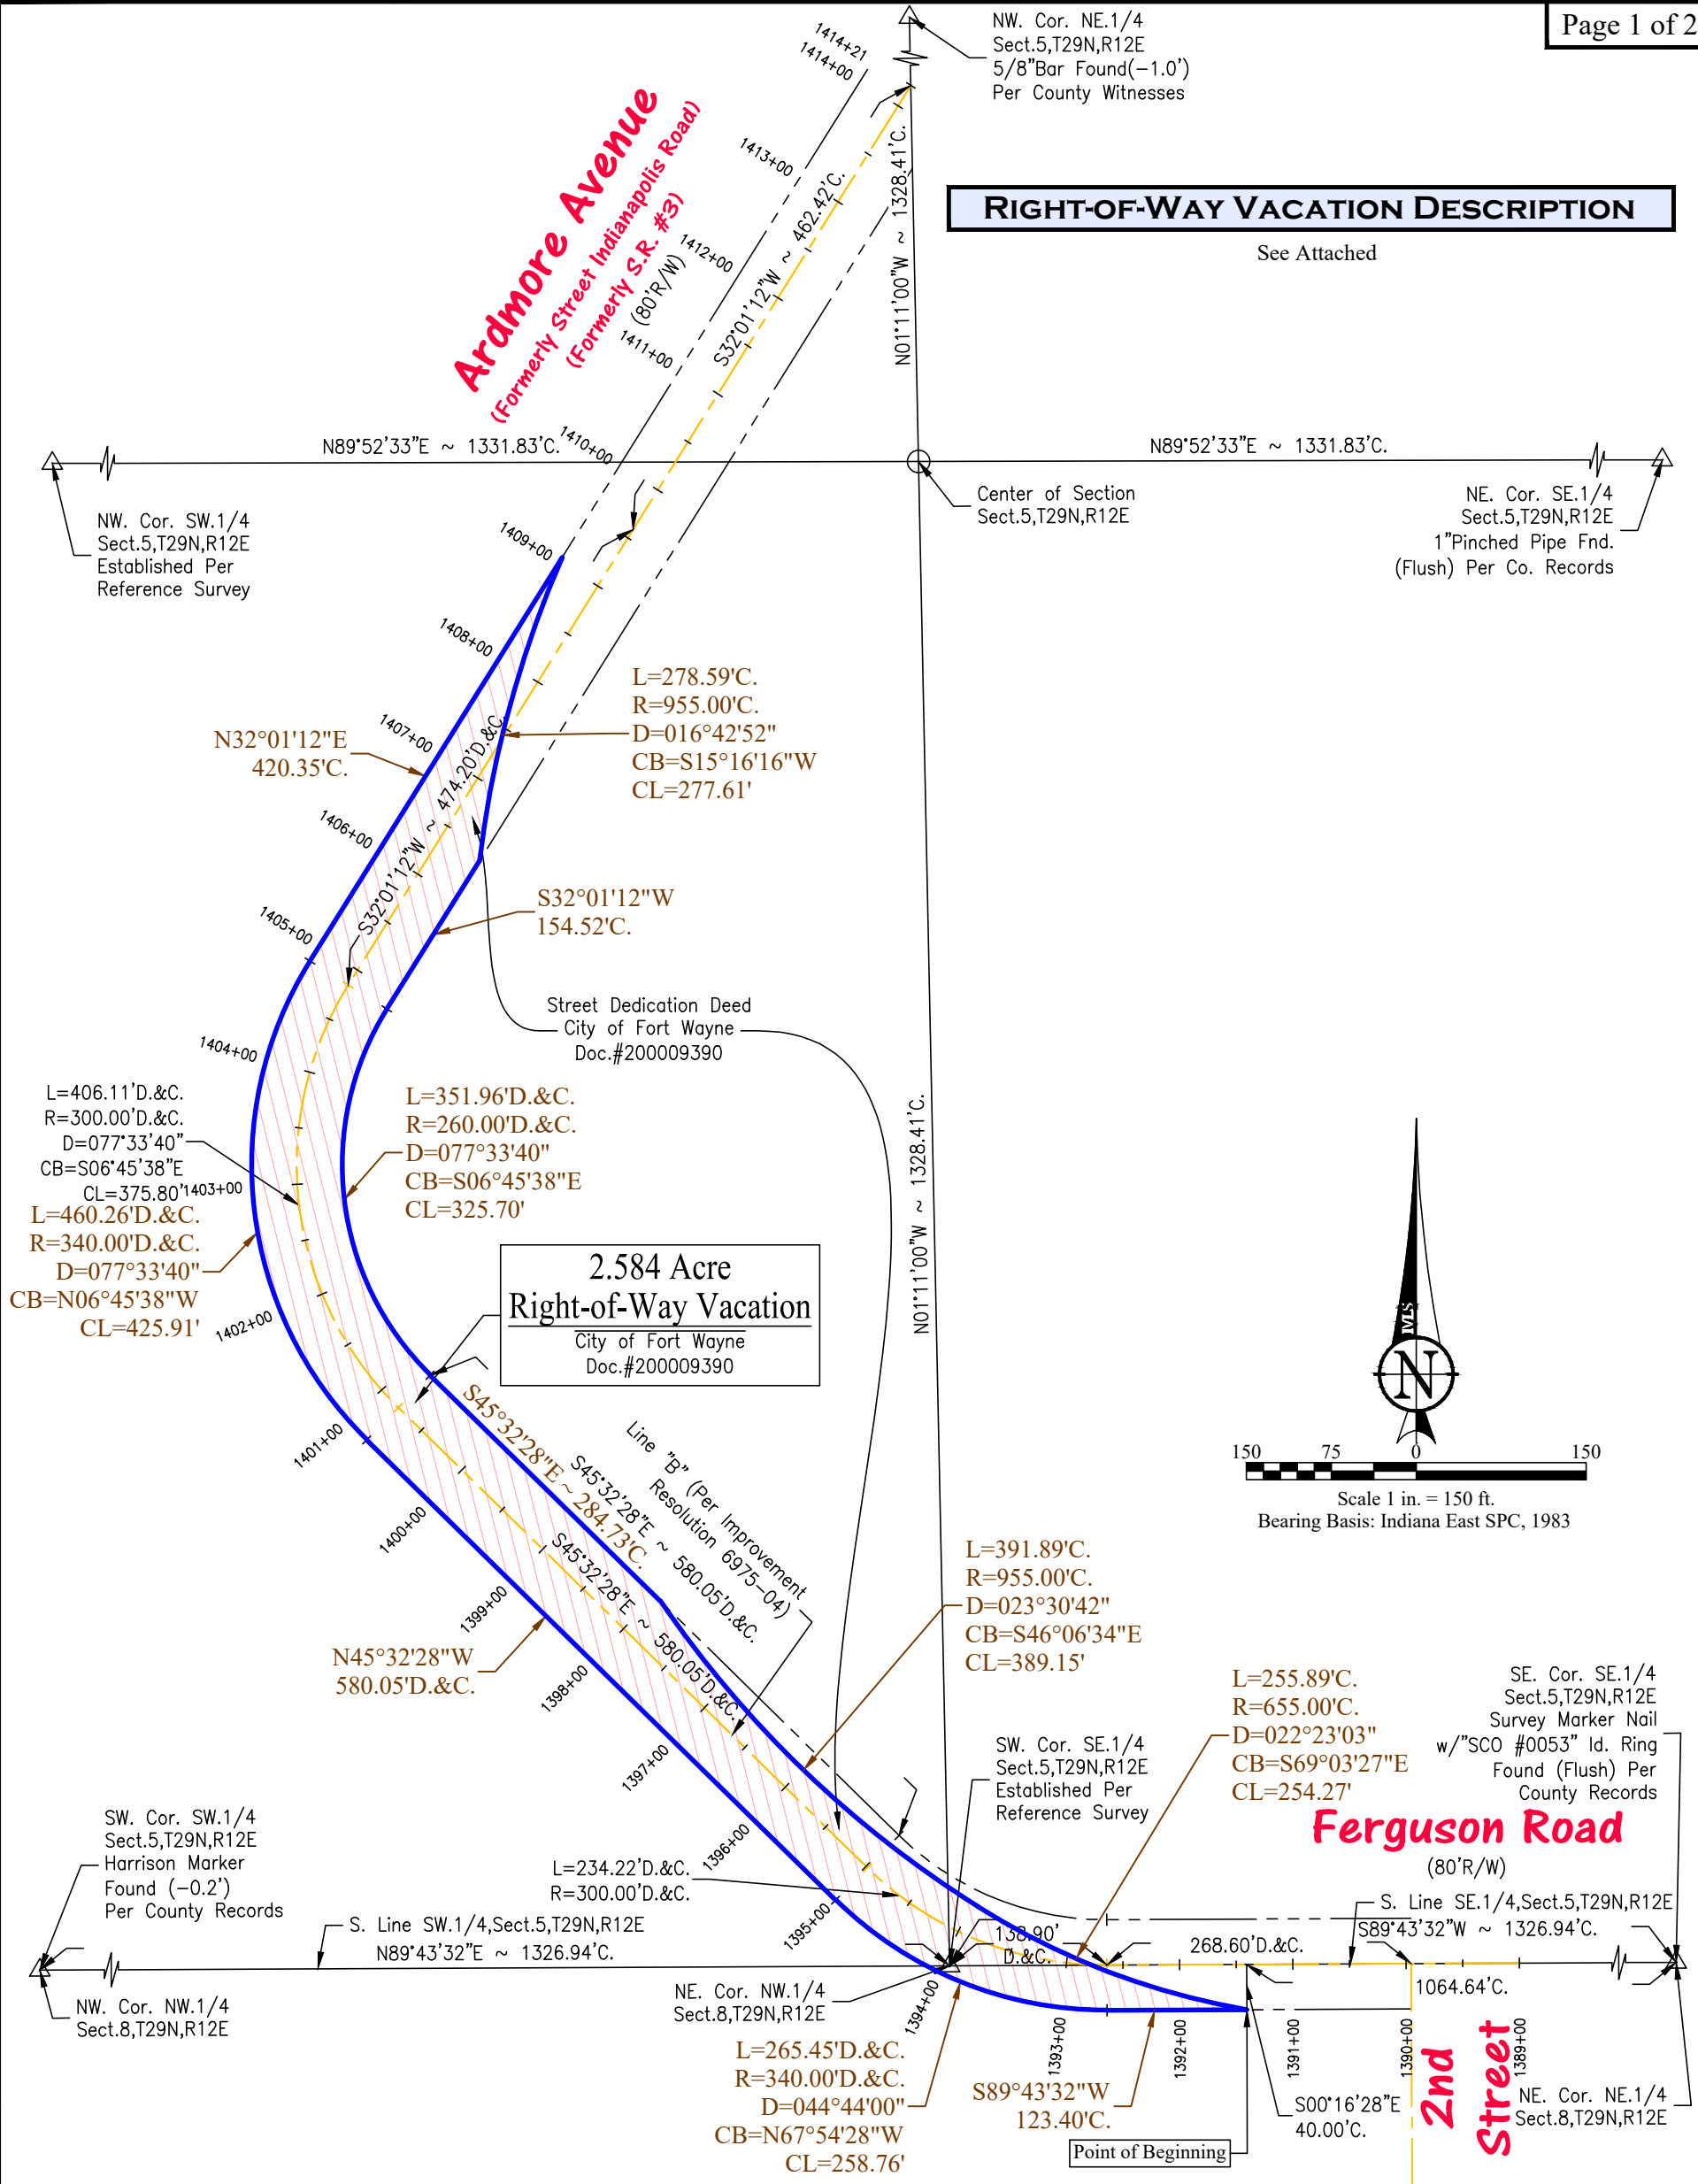 Page 1 of 2
NW. Cor. NE.1/4
Sect.5,T29N,R12E
5/8"Bar Found(-1.0')
Per County Witnesses
1414+21
1414+00
1413+00
1412+00
1411+00
1410+00
1409+00
1408+00
1407+00
1406+00
1405+00
1404+00
1403+00
1402+00
1401+00
1400+00
1399+00
1398+00
1397+00
1396+00
1395+00
1394+00
1393+00
1392+00
1391+00
1390+00
1389+00
Ardmore Avenue
(Formerly Street Indianapolis Road)
(Formerly S.R. #3)
(80'R/W)
S32°01'12"W ~ 462.42'C.
N01°11'00"W ~ 1328.41'C.
RIGHT-OF-WAY VACATION DESCRIPTION
See Attached
N89°52'33"E ~ 1331.83'C.
N89°52'33"E ~ 1331.83'C.
NW. Cor. SW.1/4
Sect.5,T29N,R12E
Established Per
Reference Survey
Center of Section
Sect.5,T29N,R12E
NE. Cor. SE.1/4
Sect.5,T29N,R12E
1"Pinched Pipe Fnd.
(Flush) Per Co. Records
N32°01'12"E
420.35'C.
L=278.59'C.
R=955.00'C.
D=016°42'52"
CB=S15°16'16"W
CL=277.61'
S32°01'12"W ~ 474.20'D.&C.
S32°01'12"W
154.52'C.
Street Dedication Deed
City of Fort Wayne
Doc.#200009390
L=406.11'D.&C.
R=300.00'D.&C.
D=077°33'40"
CB=S06°45'38"E
CL=375.80'
L=351.96'D.&C.
R=260.00'D.&C.
D=077°33'40"
CB=S06°45'38"E
CL=325.70'
L=460.26'D.&C.
R=340.00'D.&C.
D=077°33'40"
CB=N06°45'38"W
CL=425.91'
N01°11'00"W ~ 1328.41'C.
2.584 Acre
Right-of-Way Vacation
City of Fort Wayne
Doc.#200009390
MLS
N
150 75 0 150
Scale 1 in. = 150 ft.
Bearing Basis: Indiana East SPC, 1983
S45°32'28"E ~ 284.73'C.
Line "B" (Per Improvement
Resolution 6975-04)
S45°32'28"E ~ 580.05'D.&C.
S45°32'28"E ~ 580.05'D.&C.
N45°32'28"W
580.05'D.&C.
L=391.89'C.
R=955.00'C.
D=023°30'42"
CB=S46°06'34"E
CL=389.15'
L=255.89'C.
R=655.00'C.
D=022°23'03"
CB=S69°03'27"E
CL=254.27'
SE. Cor. SE.1/4
Sect.5,T29N,R12E
Survey Marker Nail
w/"SCO #0053" Id. Ring
Found (Flush) Per
County Records
SW. Cor. SE.1/4
Sect.5,T29N,R12E
Established Per
Reference Survey
Ferguson Road
(80'R/W)
SW. Cor. SW.1/4
Sect.5,T29N,R12E
Harrison Marker
Found (-0.2')
Per County Records
L=234.22'D.&C.
R=300.00'D.&C.
S. Line SW.1/4,Sect.5,T29N,R12E
N89°43'32"E ~ 1326.94'C.
S. Line SE.1/4,Sect.5,T29N,R12E
S89°43'32"W ~ 1326.94'C.
138.90'
D.&C.
268.60'D.&C.
1064.64'C.
NE. Cor. NW.1/4
Sect.8,T29N,R12E
NW. Cor. NW.1/4
Sect.8,T29N,R12E
L=265.45'D.&C.
R=340.00'D.&C.
D=044°44'00"
CB=N67°54'28"W
CL=258.76'
S89°43'32"W
123.40'C.
Point of Beginning
S00°16'28"E
40.00'C.
2nd
Street
NE. Cor. NE.1/4
Sect.8,T29N,R12E